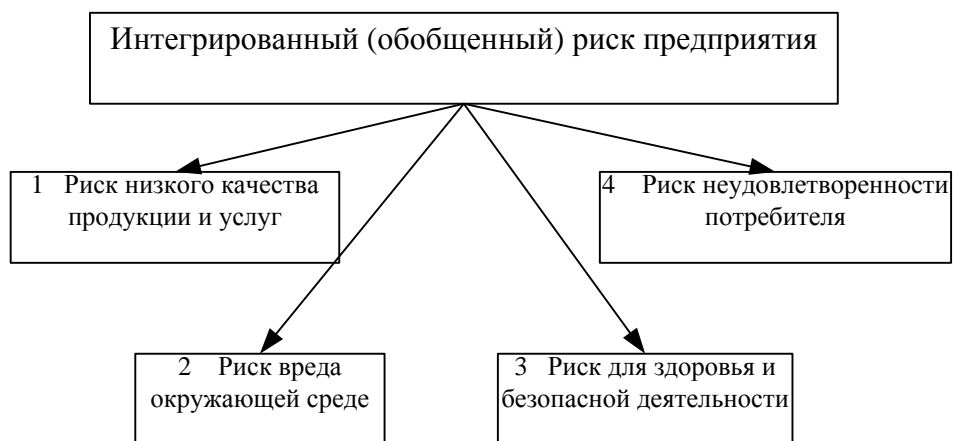 Интегрированный (обобщенный) риск предприятия
1 Риск низкого качества
продукции и услуг
4 Риск неудовлетворенности
потребителя
2 Риск вреда
окружающей среде
3 Риск для здоровья и
безопасной деятельности